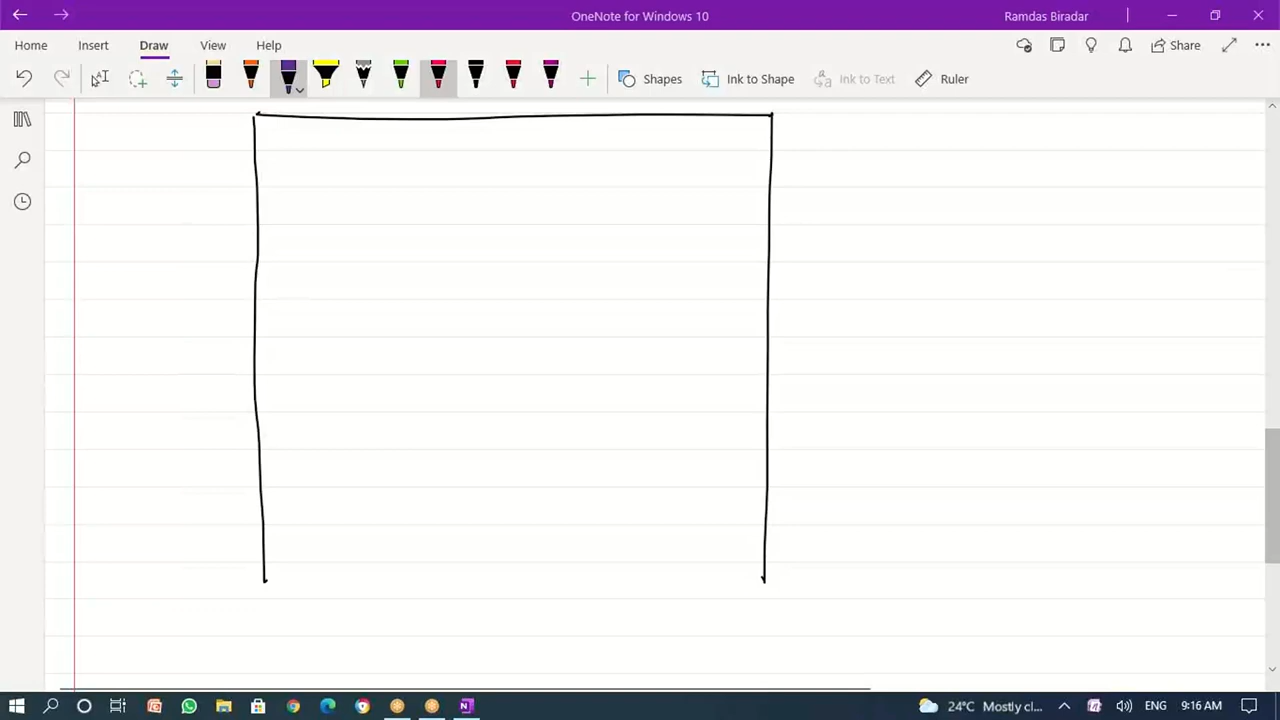 OneNote for Windows 10
Ramdas Biradar
Home Insert Draw View Help
Share
Shapes Ink to Shape Ink to Text Ruler
24°C Mostly cl... ENG 9:16 AM